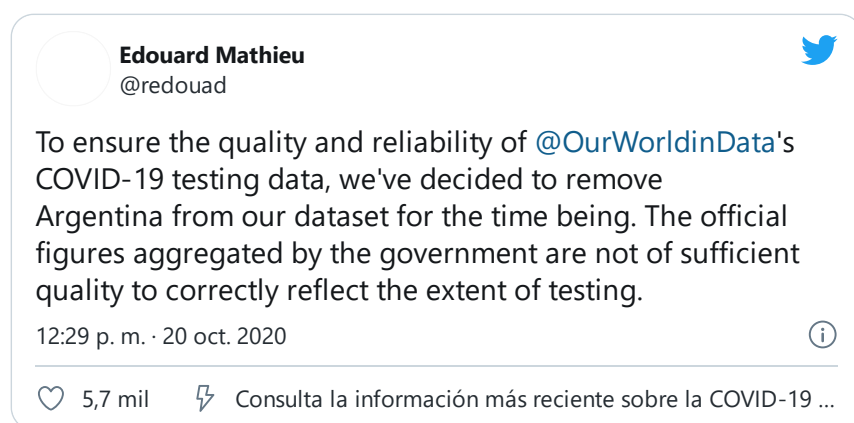 Edouard Mathieu
@redouad
To ensure the quality and reliability of @OurWorldinData's
COVID-19 testing data, we've decided to remove
Argentina from our dataset for the time being. The official
figures aggregated by the government are not of sufficient
quality to correctly reflect the extent of testing.
12:29 p. m. · 20 oct. 2020
5,7 mil Consulta la información más reciente sobre la COVID-19 ...